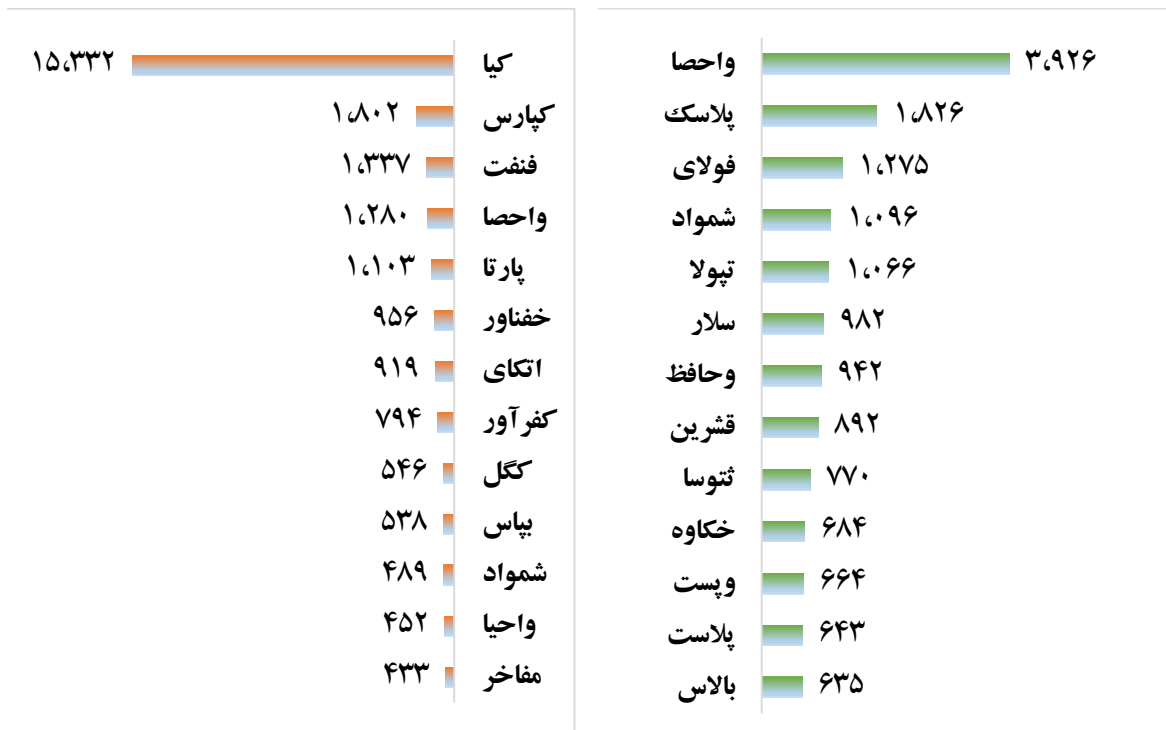 واحصا ۳،۹۲۶
پلاسک ۱،۸۲۶
فولای ۱،۲۷۵
شمواد ۱،۰۹۶
تپولا ۱،۰۶۶
سلار ۹۸۲
وحافظ ۹۴۲
قشرین ۸۹۲
ثتوسا ۷۷۰
خکاوه ۶۸۴
وپست ۶۶۴
پلاست ۶۴۳
بالاس ۶۳۵
کیا ۱۵،۳۳۲
کپارس ۱،۸۰۲
فنفت ۱،۳۳۷
واحصا ۱،۲۸۰
پارتا ۱،۱۰۳
خفناور ۹۵۶
اتکای ۹۱۹
کفرآور ۷۹۴
کگل ۵۴۶
بپاس ۵۳۸
شمواد ۴۸۹
واحیا ۴۵۲
مفاخر ۴۳۳